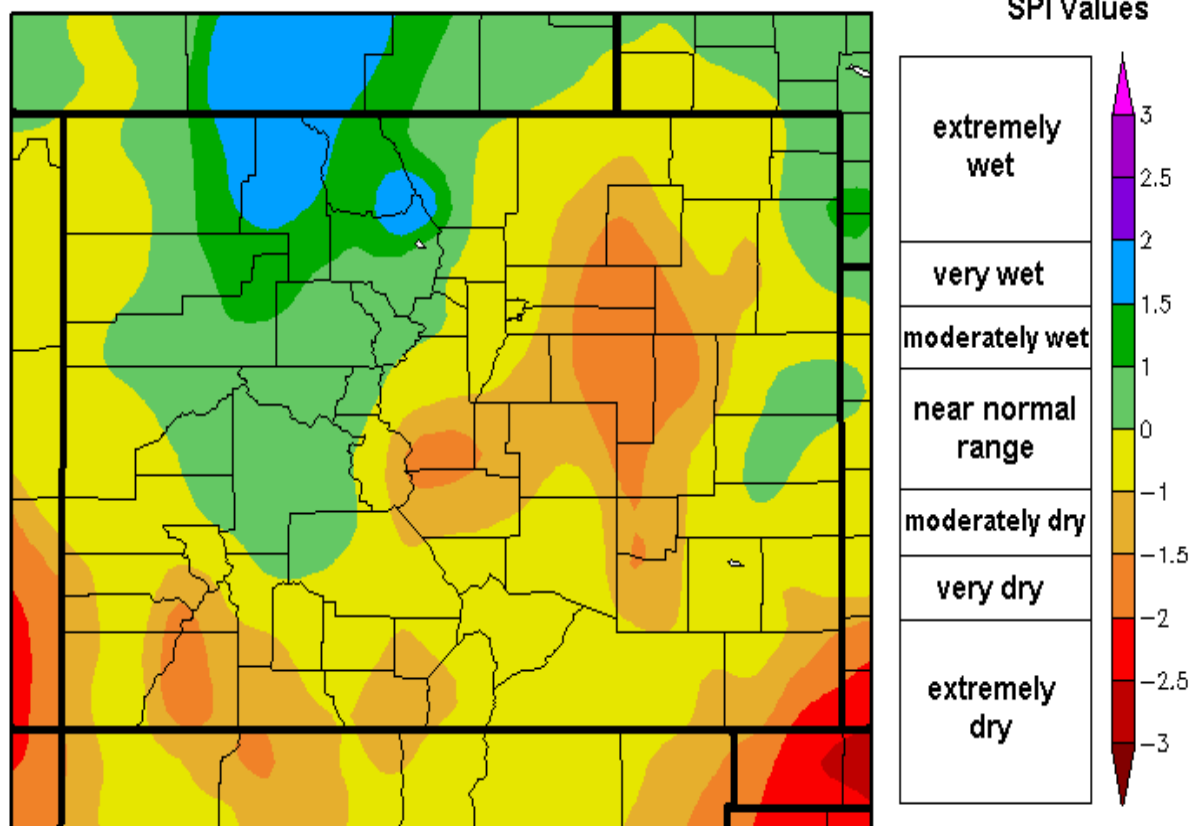 SPI Values
extremely
wet
very wet
moderately wet
near normal
range
moderately dry
very dry
extremely
dry
3
2.5
2
1.5
1
0
−1
−1.5
−2
−2.5
−3